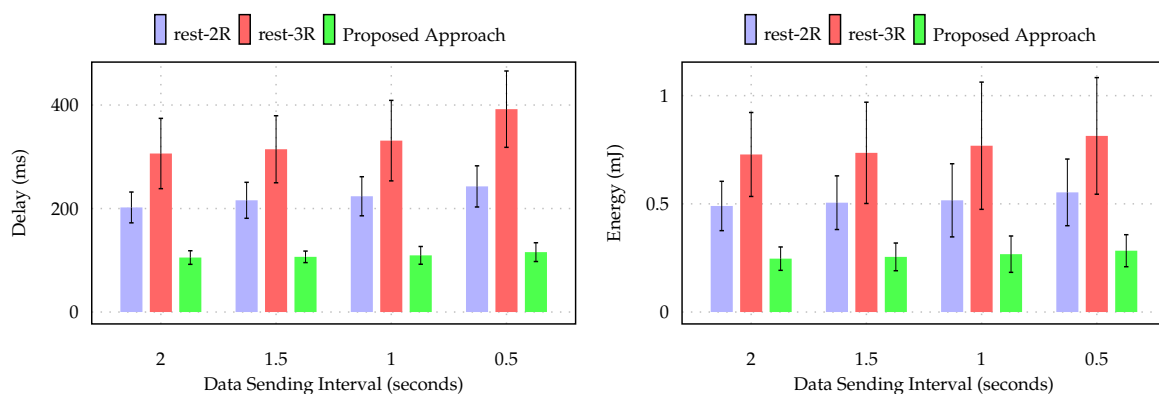 rest-2R rest-3R Proposed Approach
400
200
0
Delay (ms)
2 1.5 1 0.5
Data Sending Interval (seconds)
rest-2R rest-3R Proposed Approach
1
0.5
0
Energy (mJ)
2 1.5 1 0.5
Data Sending Interval (seconds)